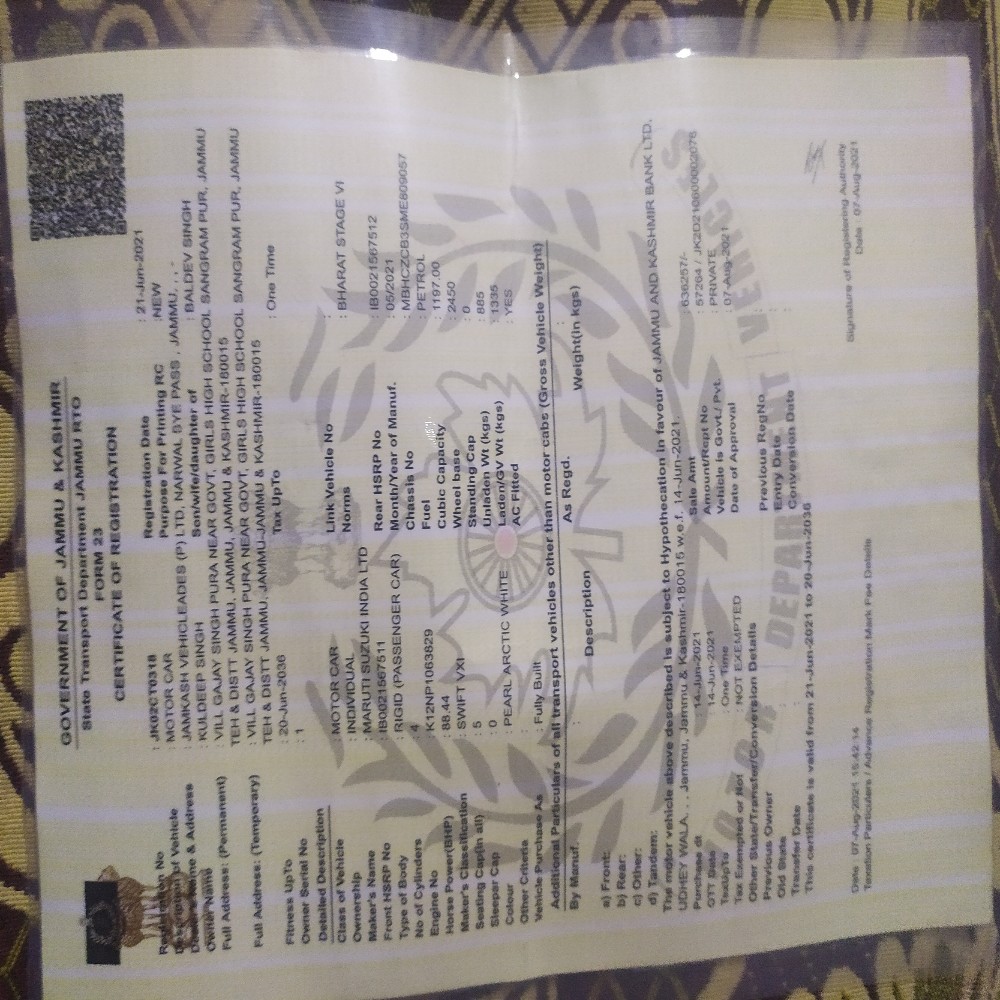 GOVERNMENT OF JAMMU & KASHMIR
State Transport Department JAMMU RTO
FORM 23
CERTIFICATE OF REGISTRATION
Registration No : JK02CT0318 Registration Date : 21-Jun-2021
Description of Vehicle : MOTOR CAR Purpose For Printing RC : NEW
Dealer's Name & Address : JAMKASH VEHICLEADES (P) LTD, NARWAL BYE PASS , JAMMU, , , -
Owner Name : KULDEEP SINGH Son/wife/daughter of : BALDEV SINGH
Full Address: (Permanent) : VILL GAJAY SINGH PURA NEAR GOVT, GIRLS HIGH SCHOOL SANGRAM PUR, JAMMU
TEH & DISTT JAMMU, JAMMU, JAMMU & KASHMIR-180015
Full Address: (Temporary) : VILL GAJAY SINGH PURA NEAR GOVT, GIRLS HIGH SCHOOL SANGRAM PUR, JAMMU
TEH & DISTT JAMMU, JAMMU-JAMMU & KASHMIR-180015
Fitness UpTo : 20-Jun-2036 Tax UpTo : One Time
Owner Serial No : 1
Detailed Description
Class of Vehicle : MOTOR CAR Link Vehicle No :
Ownership : INDIVIDUAL Norms : BHARAT STAGE VI
Maker's Name : MARUTI SUZUKI INDIA LTD
Front HSRP No : IB0021567511 Rear HSRP No : IB0021567512
Type of Body : RIGID (PASSENGER CAR) Month/Year of Manuf. : 05/2021
No of Cylinders : 4 Chassis No : MBHCZCB3SME809057
Engine No : K12NP1063829 Fuel : PETROL
Horse Power(BHP) : 88.44 Cubic Capacity : 1197.00
Maker's Classification : SWIFT VXI Wheel base : 2450
Seating Cap(in all) : 5 Standing Cap : 0
Sleeper Cap : 0 Unladen Wt (kgs) : 885
Colour : PEARL ARCTIC WHITE Laden/GV Wt (kgs) : 1335
Other Criteria : AC Fitted : YES
Vehicle Purchase As : Fully Built
Additional Particulars of all transport vehicles other than motor cabs (Gross Vehicle Weight)
By Manuf. : As Regd.
Description Weight(in kgs)
a) Front:
b) Rear:
c) Other:
d) Tandem:
The motor vehicle above described is subject to Hypothecation in favour of JAMMU AND KASHMIR BANK LTD.
UDHEY WALA, , , Jammu, Jammu & Kashmir-180015 w.e.f. 14-Jun-2021.
Purchase dt : 14-Jun-2021 Sale Amt : 636257/-
OTT Date : 14-Jun-2021 Amount/Rcpt No : 57264 / JK2D210600002076
TaxUpTo : One Time Vehicle is Govt./ Pvt. : PRIVATE
Tax Exempted or Not : NOT EXEMPTED Date of Approval : 07-Aug-2021
Other State/Transfer/Conversion Details
Previous Owner : Previous RegNo :
Old State : Entry Date :
Transfer Date : Conversion Date :
This certificate is valid from 21-Jun-2021 to 20-Jun-2036
Signature of Registering Authority
Date : 07-Aug-2021 15:42:14 Date : 07-Aug-2021
Taxation Particulars / Advance Registration Mark Fee Details